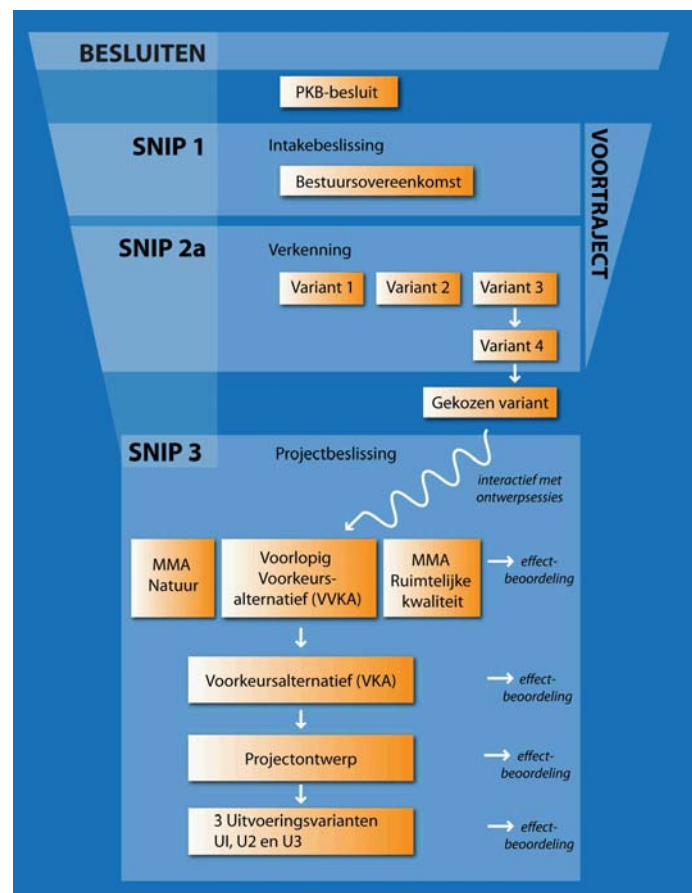 BESLUITEN
PKB-besluit
SNIP 1
Intakebeslissing
Bestuursovereenkomst
VOORTRAJECT
SNIP 2a
Verkenning
Variant 1
Variant 2
Variant 3
Variant 4
Gekozen variant
SNIP 3
Projectbeslissing
interactief met
ontwerpsessies
MMA
Natuur
Voorlopig
Voorkeurs-
alternatief (VVKA)
MMA
Ruimtelijke
kwaliteit
effect-
beoordeling
Voorkeursalternatief (VKA)
effect-
beoordeling
Projectontwerp
effect-
beoordeling
3 Uitvoeringsvarianten
UI, U2 en U3
effect-
beoordeling